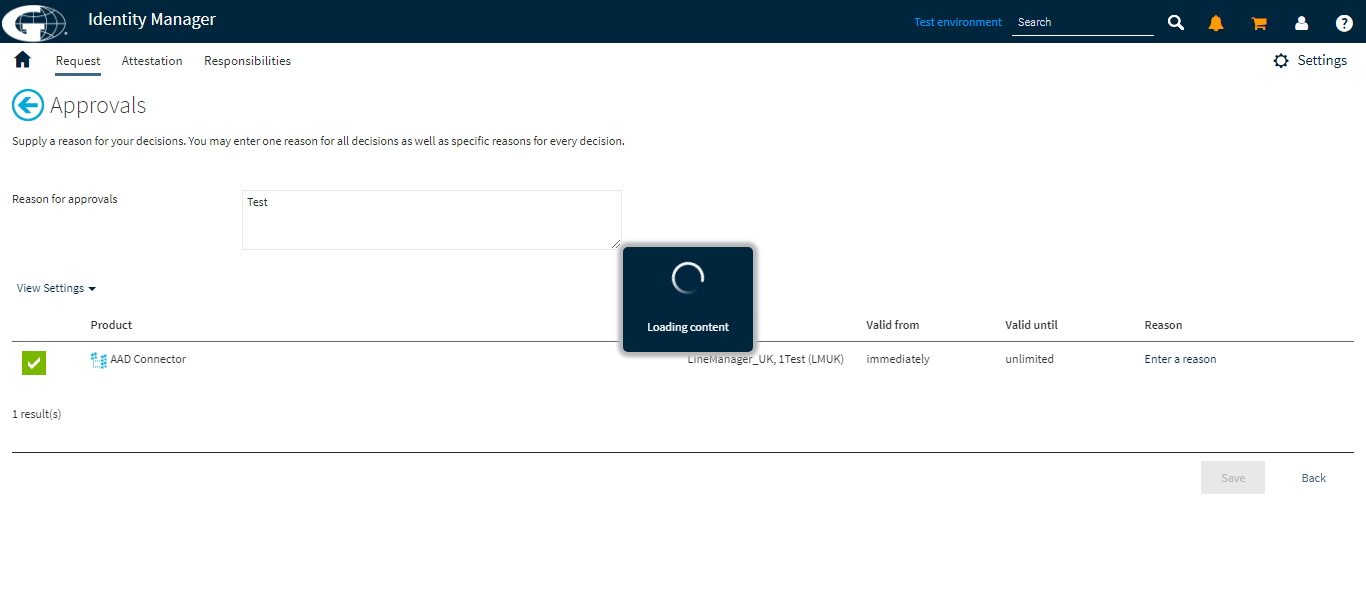 Identity Manager
Test environment
Search
Request
Attestation
Responsibilities
Settings
Approvals
Supply a reason for your decisions. You may enter one reason for all decisions as well as specific reasons for every decision.
Reason for approvals
Test
Loading content
View Settings
Product
Valid from
Valid until
Reason
AAD Connector
LineManager_UK, 1Test (LMUK)
immediately
unlimited
Enter a reason
1 result(s)
Save
Back